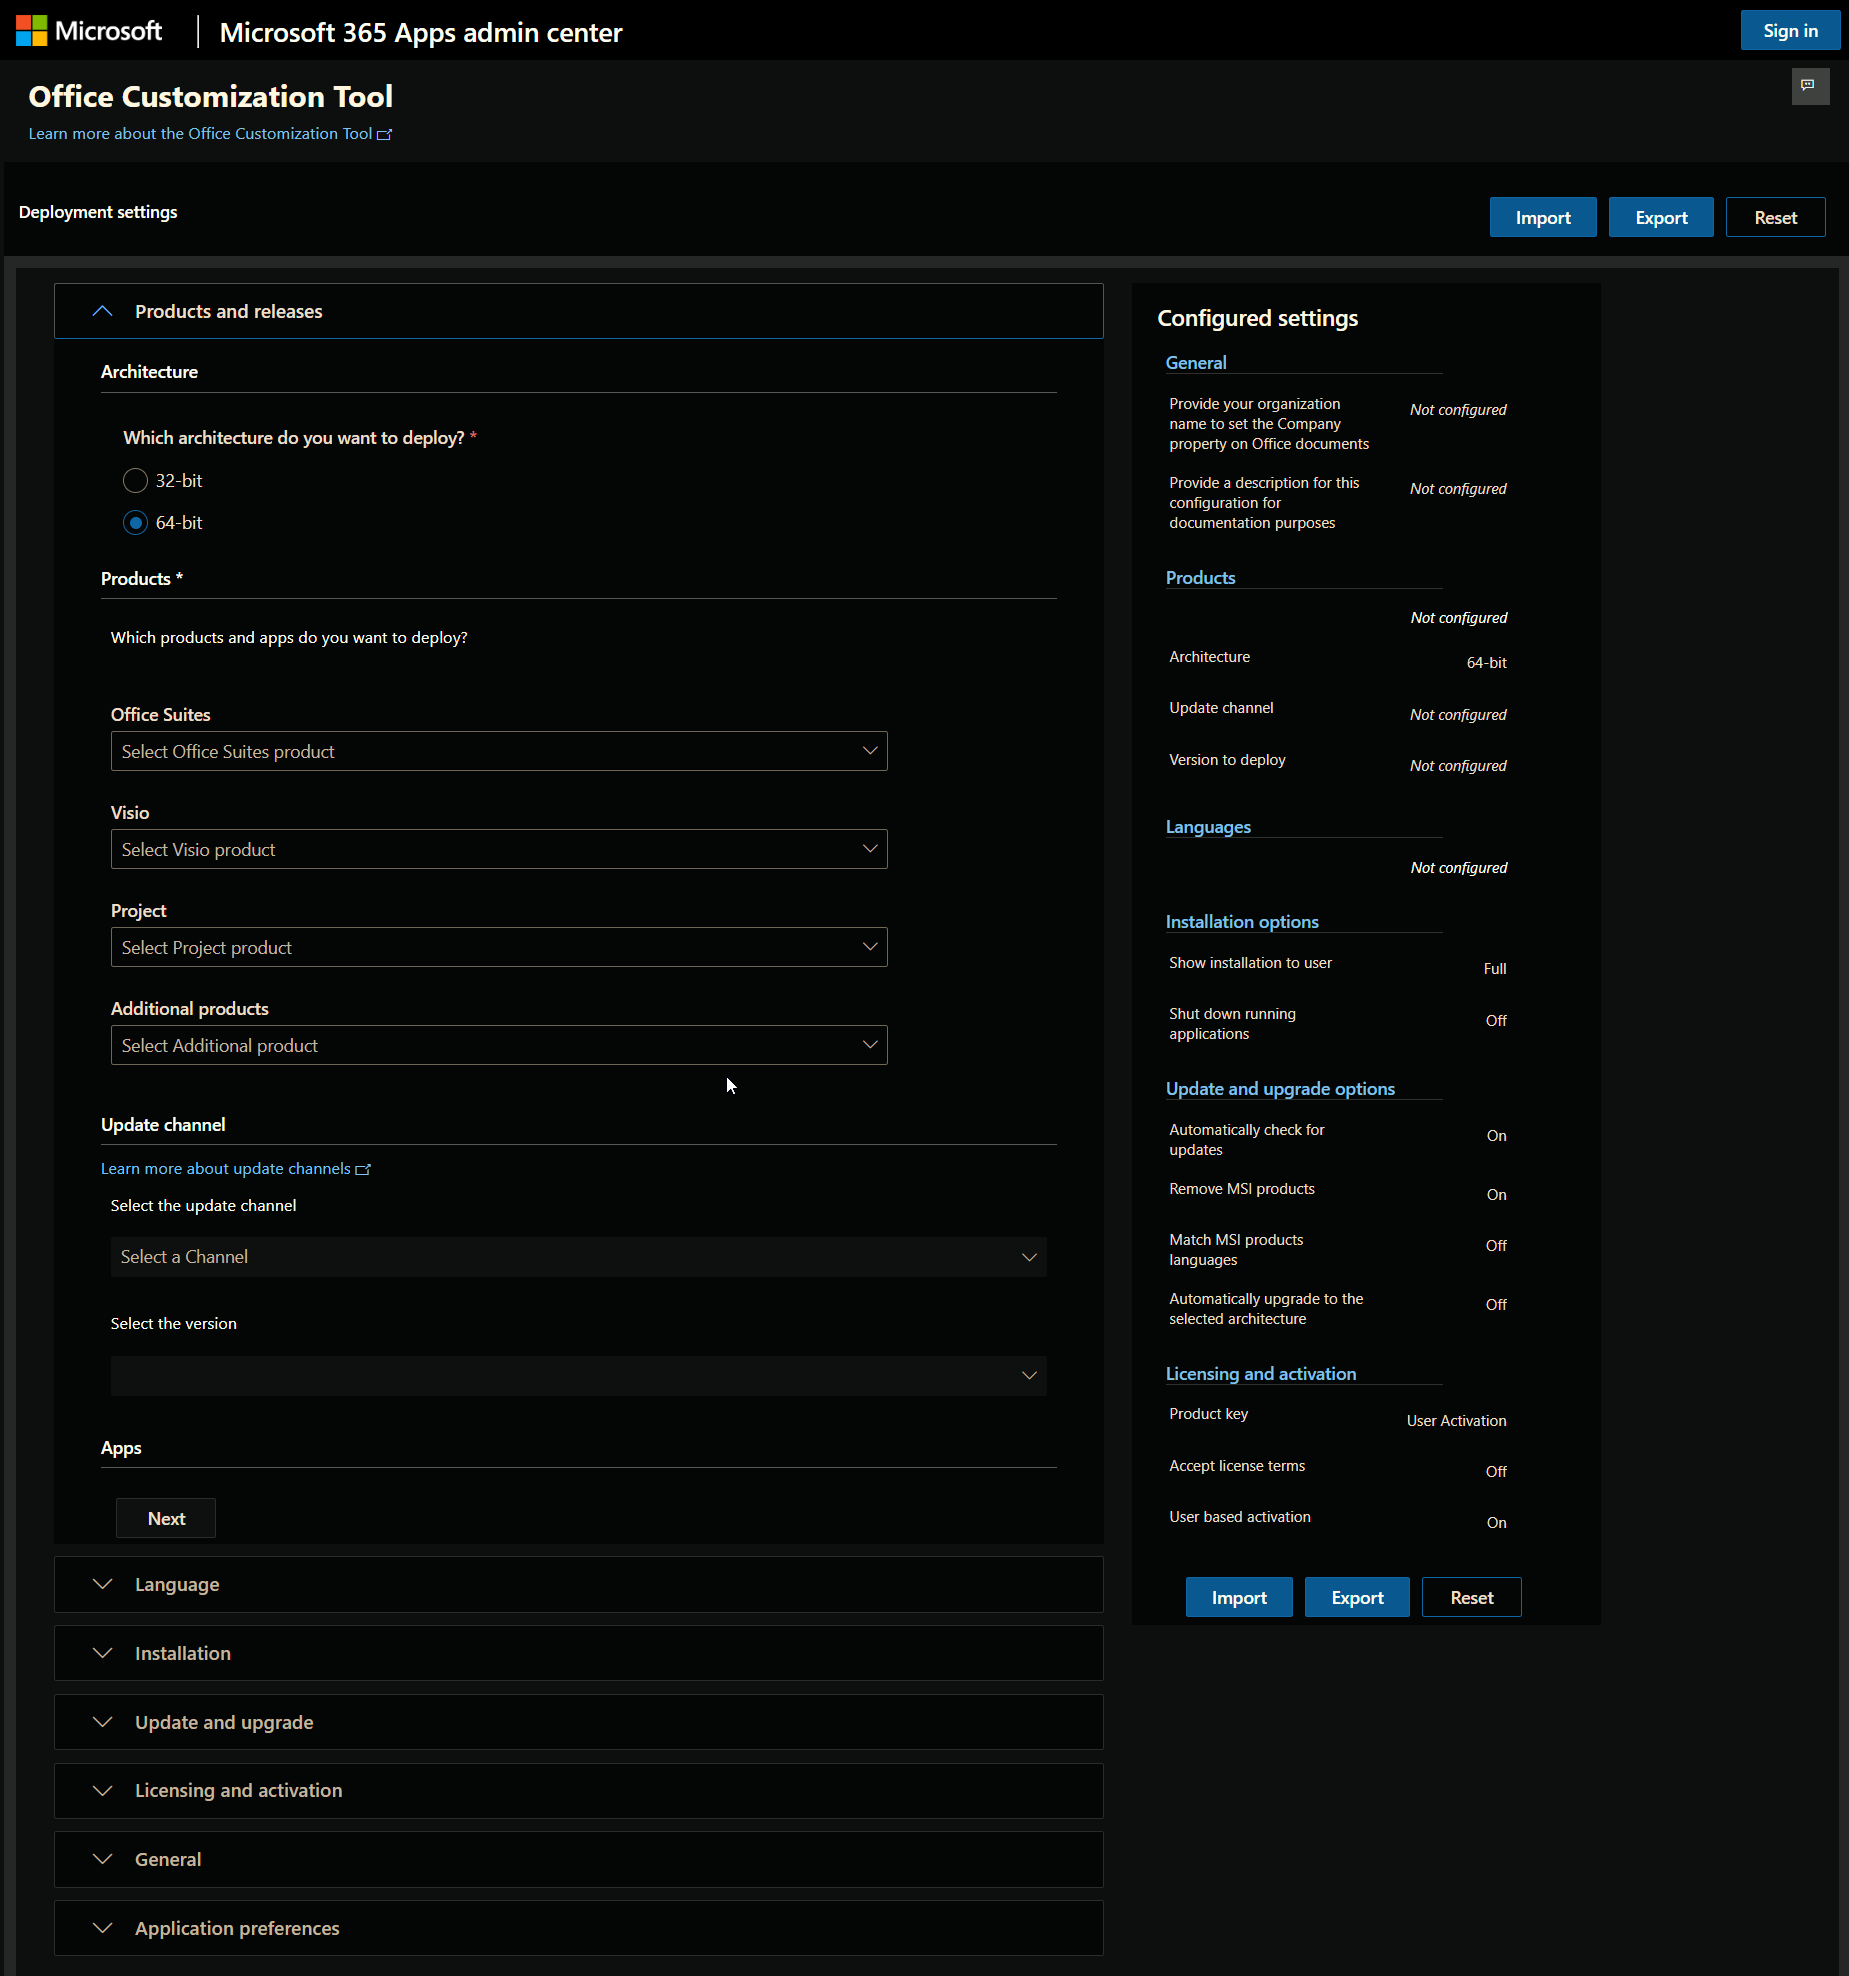 Microsoft
Microsoft 365 Apps admin center
Sign in
Office Customization Tool
Learn more about the Office Customization Tool
Deployment settings
Import
Export
Reset
Products and releases
Architecture
Which architecture do you want to deploy? *
32-bit
64-bit
Products *
Which products and apps do you want to deploy?
Office Suites
Select Office Suites product
Visio
Select Visio product
Project
Select Project product
Additional products
Select Additional product
Update channel
Learn more about update channels
Select the update channel
Select a Channel
Select the version
Apps
Next
Language
Installation
Update and upgrade
Licensing and activation
General
Application preferences
Configured settings
General
Provide your organization
name to set the Company
property on Office documents
Not configured
Provide a description for this
configuration for
documentation purposes
Not configured
Products
Not configured
Architecture
64-bit
Update channel
Not configured
Version to deploy
Not configured
Languages
Not configured
Installation options
Show installation to user
Full
Shut down running
applications
Off
Update and upgrade options
Automatically check for
updates
On
Remove MSI products
On
Match MSI products
languages
Off
Automatically upgrade to the
selected architecture
Off
Licensing and activation
Product key
User Activation
Accept license terms
Off
User based activation
On
Import
Export
Reset